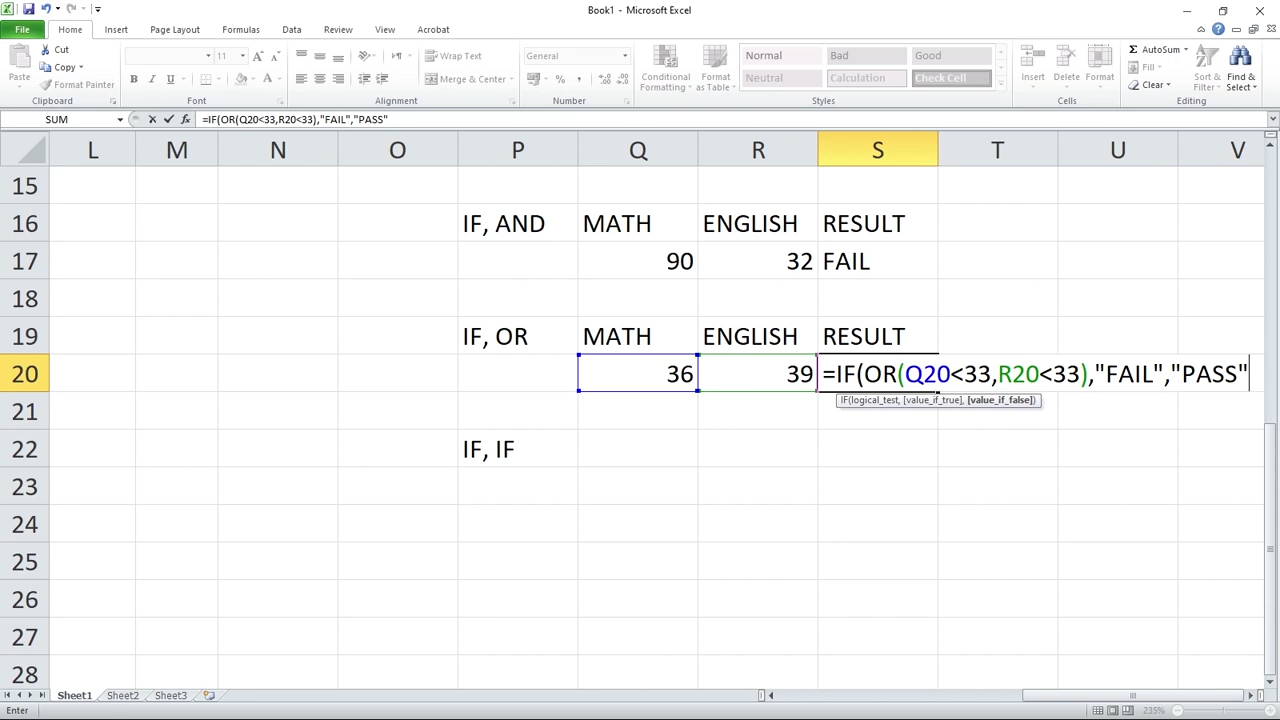 Book1 - Microsoft Excel
File Home Insert Page Layout Formulas Data Review View Acrobat
Paste Cut Copy Format Painter Clipboard
11 A A B I U A Font
Wrap Text Merge & Center Alignment
General $ % , Number
Conditional Formatting Format as Table Normal Bad Good Neutral Calculation Check Cell Styles
Insert Delete Format Cells
Σ AutoSum Fill Clear Sort & Filter Find & Select Editing
SUM fx =IF(OR(Q20<33,R20<33),"FAIL","PASS"
L M N O P Q R S T U V
15
16 IF, AND MATH ENGLISH RESULT
17 90 32 FAIL
18
19 IF, OR MATH ENGLISH RESULT
20 36 39 =IF(OR(Q20<33,R20<33),"FAIL","PASS"
IF(logical_test, [value_if_true], [value_if_false])
21
22 IF, IF
23
24
25
26
27
28
Sheet1 Sheet2 Sheet3
Enter 235%